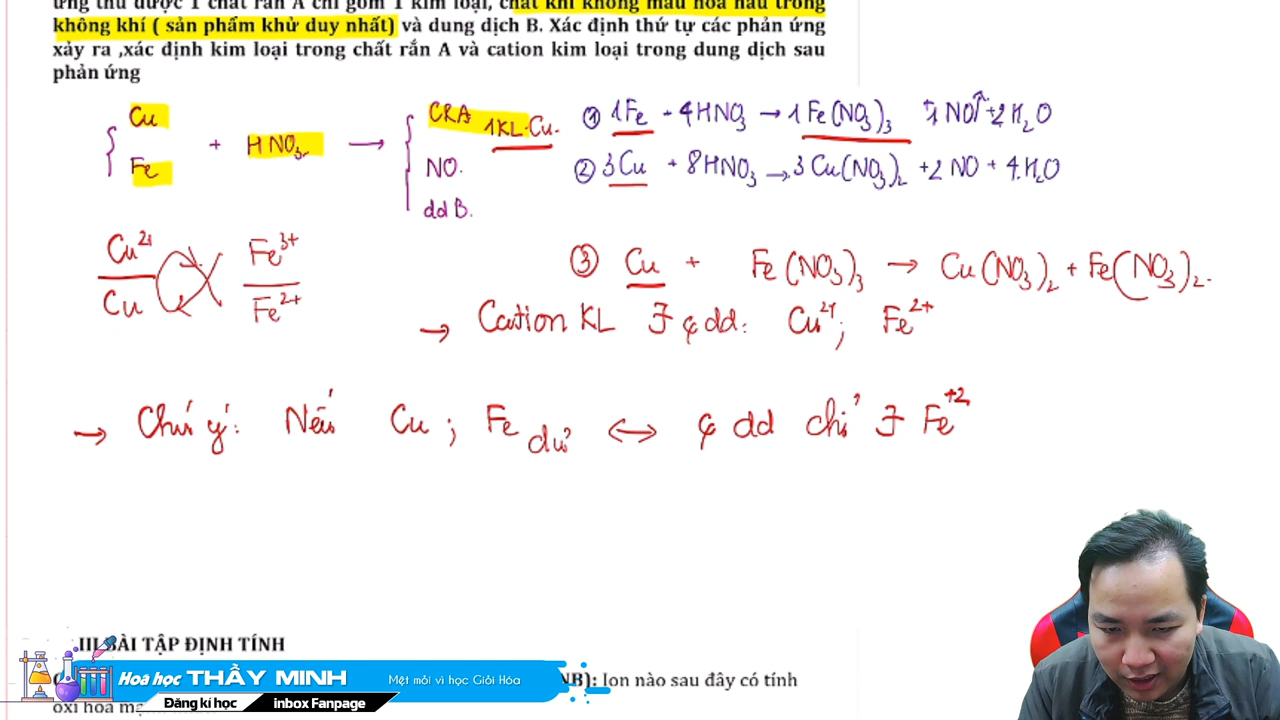 ứng thu được 1 chất rắn A chỉ gồm 1 kim loại, chất khí không màu hóa nâu trong
không khí ( sản phẩm khử duy nhất) và dung dịch B. Xác định thứ tự các phản ứng
xảy ra ,xác định kim loại trong chất rắn A và cation kim loại trong dung dịch sau
phản ứng
Cu
Fe
+ HNO3 →
CRA 1KL Cu.
NO.
dd B.
① 1Fe + 4HNO3 → 1Fe(NO3)3 + 1NO↑ + 2H2O
② 3Cu + 8HNO3 → 3Cu(NO3)2 + 2NO + 4H2O
Cu2+
Cu
Fe3+
Fe2+
③ Cu + Fe(NO3)3 → Cu(NO3)2 + Fe(NO3)2.
→ Cation KL dd: Cu2+; Fe2+
→ Chú ý: Nếu Cu; Fe dư ⟷ dd chỉ Fe+2
III BÀI TẬP ĐỊNH TÍNH
NB): Ion nào sau đây có tính
oxi hóa mạ
Hoá học THẦY MINH
Mệt mỏi vì học Giỏi Hóa
Đăng kí học
inbox Fanpage